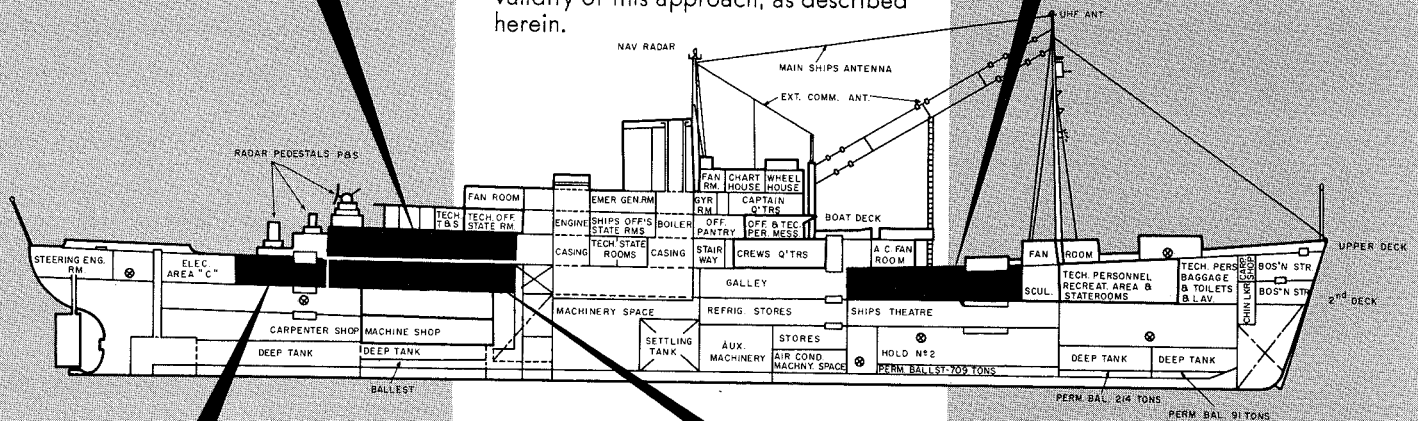 validity of this approach, as described
herein.
UHF ANT
NAV RADAR
MAIN SHIPS ANTENNA
EXT. COMM. ANT.
RADAR PEDESTALS P&S
FAN RM.
CHART HOUSE
WHEEL HOUSE
FAN ROOM
EMER GEN.RM
GYR RM
CAPTAIN Q'TRS
TECH. T&S
TECH. OFF. STATE RM.
ENGINE
SHIPS OFF'S STATE RMS
BOILER
OFF. PANTRY
OFF. & TEC. PER. MESS
BOAT DECK
CASING
TECH. STATE ROOMS
CASING
STAIR WAY
CREWS Q'TRS
A.C. FAN ROOM
FAN
ROOM
UPPER DECK
STEERING ENG. RM.
ELEC. AREA "C"
GALLEY
SCUL.
TECH. PERSONNEL RECREAT. AREA & STATEROOMS
TECH. PERS BAGGAGE & TOILETS & LAV.
CARP SHOP
BOS'N STR.
BOS'N STR
2nd DECK
CHIN LKR
MACHINERY SPACE
REFRIG. STORES
SHIPS THEATRE
CARPENTER SHOP
MACHINE SHOP
SETTLING TANK
AUX. MACHINERY
STORES
AIR COND. MACHNY. SPACE
HOLD Nº2
DEEP TANK
DEEP TANK
DEEP TANK
DEEP TANK
BALLEST
PERM. BALLST-709 TONS
PERM. BAL. 214 TONS
PERM BAL. 91 TONS